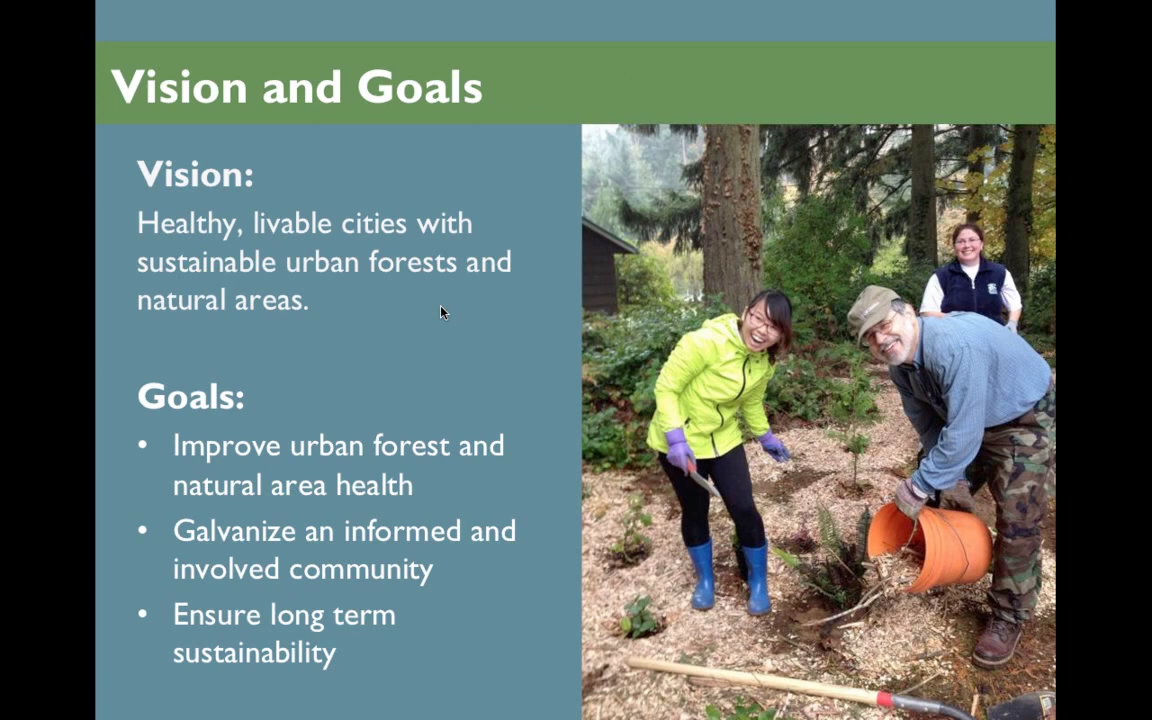 Vision and Goals
Vision:
Healthy, livable cities with
sustainable urban forests and
natural areas.
Goals:
• Improve urban forest and
natural area health
• Galvanize an informed and
involved community
• Ensure long term
sustainability